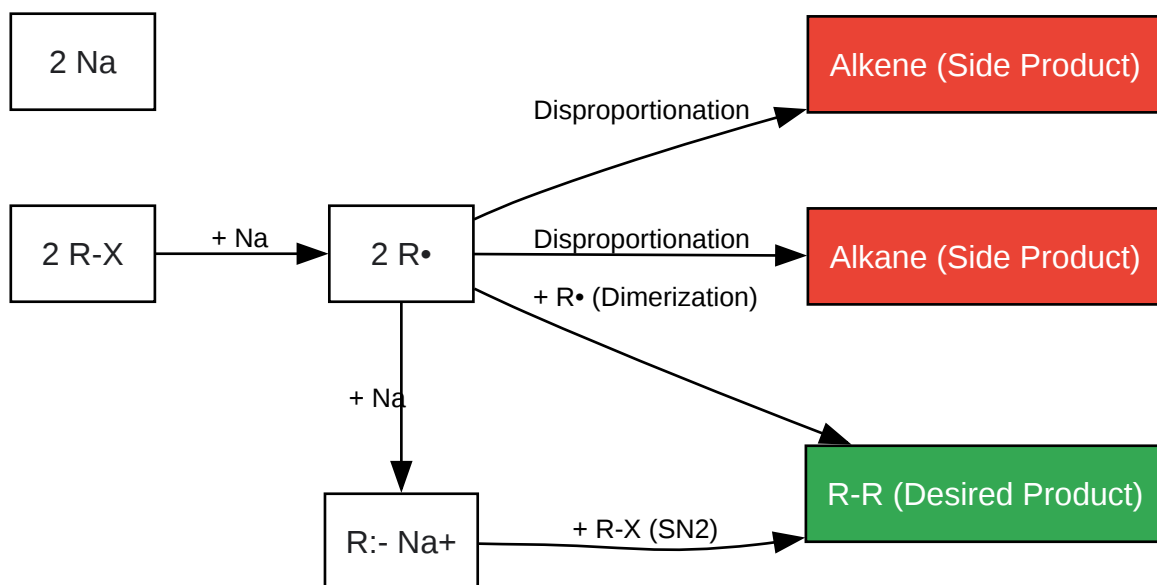 2 Na
Alkene (Side Product)
Disproportionation
2 R-X
+ Na
2 R•
Disproportionation
Alkane (Side Product)
+ R• (Dimerization)
+ Na
R-R (Desired Product)
R:- Na+
+ R-X (SN2)